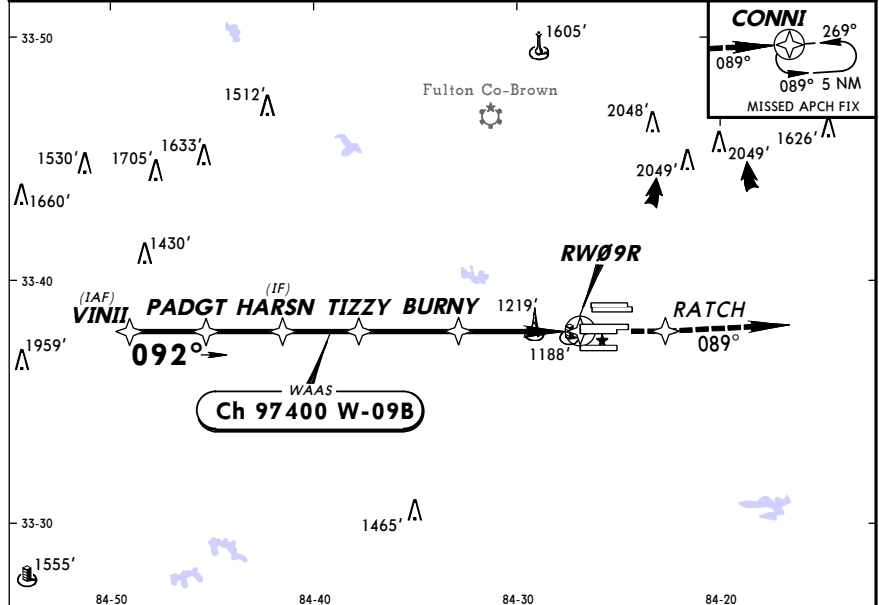 CONNI
269°
089°
089° 5 NM
MISSED APCH FIX
33-50
1605'
1512'
Fulton Co-Brown
2048'
1626'
1530'
1705'
1633'
2049'
2049'
1660'
1430'
RWØ9R
33-40
(IAF)
VINII
PADGT
(IF)
HARSN
TIZZY
BURNY
1219'
RATCH
1959'
092°
1188'
089°
WAAS
Ch 97400 W-09B
33-30
1465'
1555'
84-50
84-40
84-30
84-20